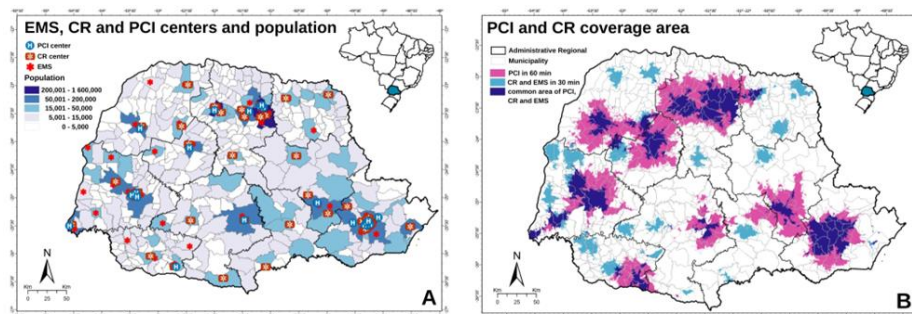 EMS, CR and PCI centers and population
PCI center
CR center
EMS
Population
200,001 - 1 600,000
50,001 - 200,000
15,001 - 50,000
5,001 - 15,000
0 - 5,000
N
Km
Km
0
25
50
A
PCI and CR coverage area
Administrative Regional
Municipality
PCI in 60 min
CR and EMS in 30 min
common area of PCI,
CR and EMS
N
Km
Km
0
25
50
B